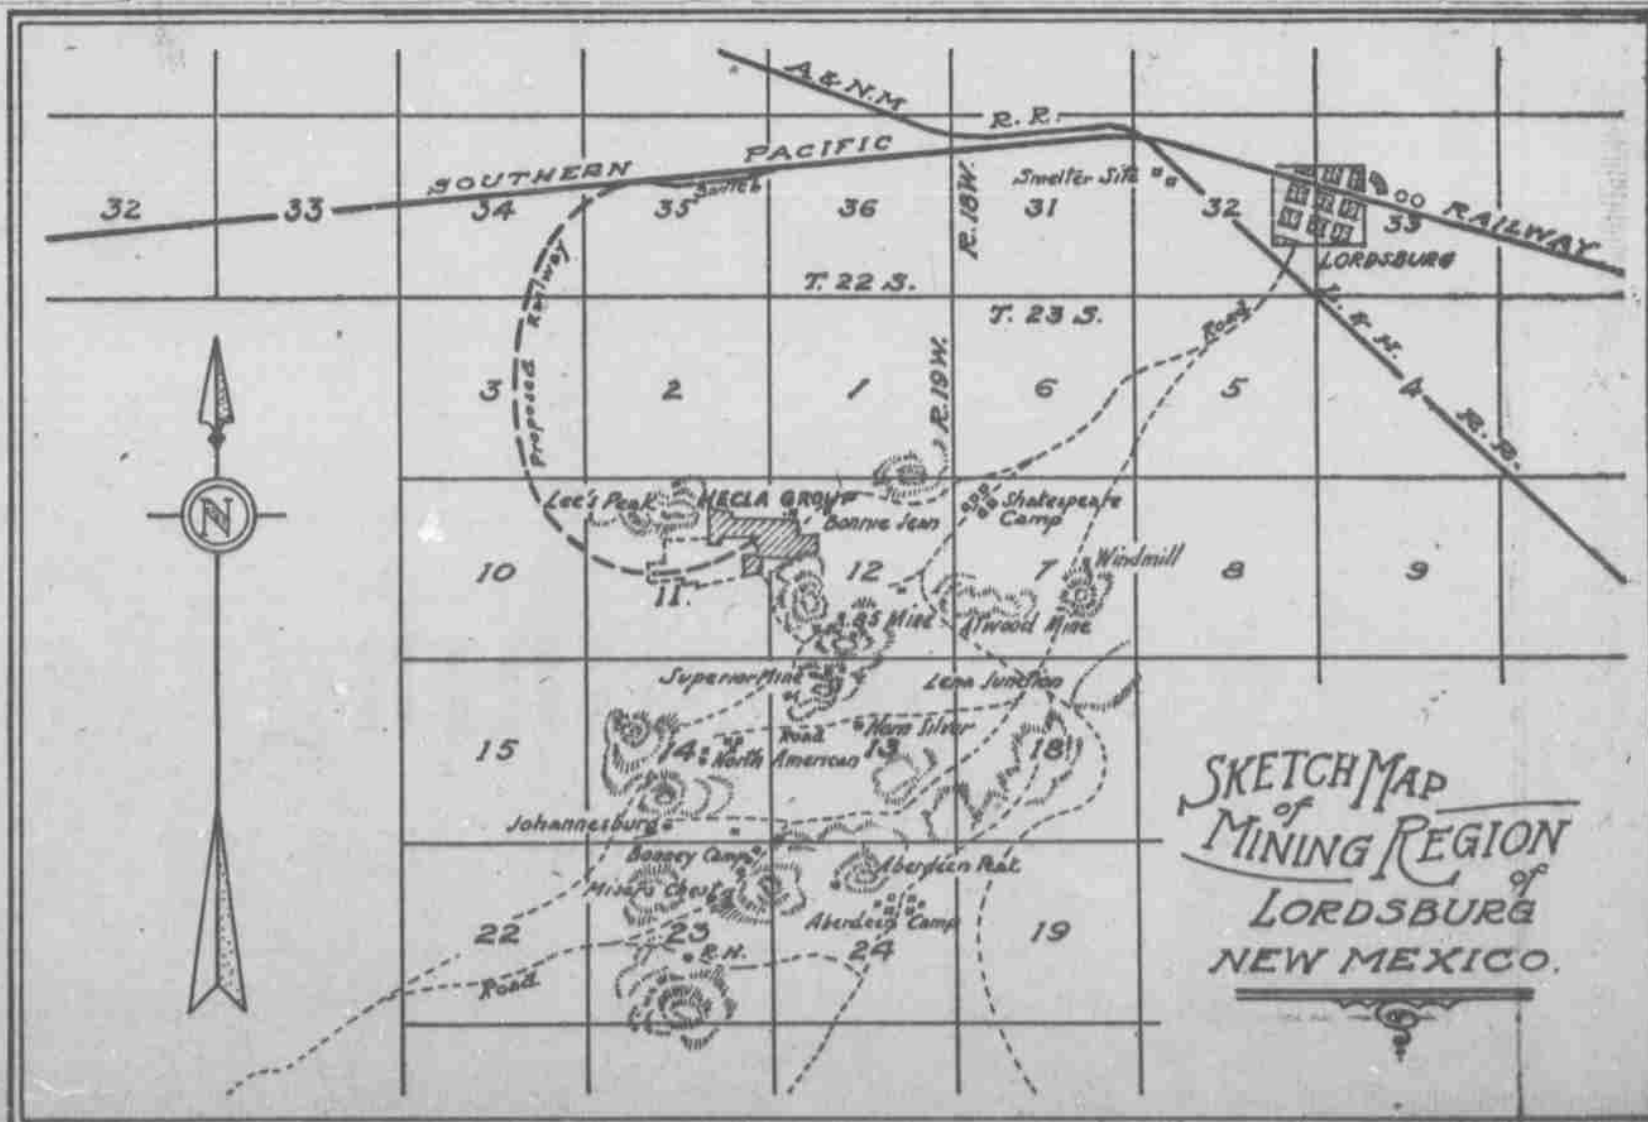 A & N.M
R. R.
SOUTHERN
PACIFIC
RAILWAY
Smelter Site
Switch
32
33
34
35
36
31
32
33
R. 18 W.
LORDSBURG
T. 22 S.
T. 23 S.
Proposed Railway
Road
L. & H.
R. R.
3
2
1
R. 19 W.
6
5
4
N
Lee's Peak
HECLA GROUP
Bonnie Jean
Shakespeare
Camp
Windmill
10
11.
12
7
8
9
85 Mine
Atwood Mine
Superior Mine
Lena Junction
Horn Silver
Road
15
14
North American
13
18
Johannesburg
Bonney Camp
Aberdeen Peak
Misers Chest
Aberdeen Camp
22
23
R.H.
24
19
Road
SKETCH MAP
of
MINING REGION
of
LORDSBURG
NEW MEXICO.